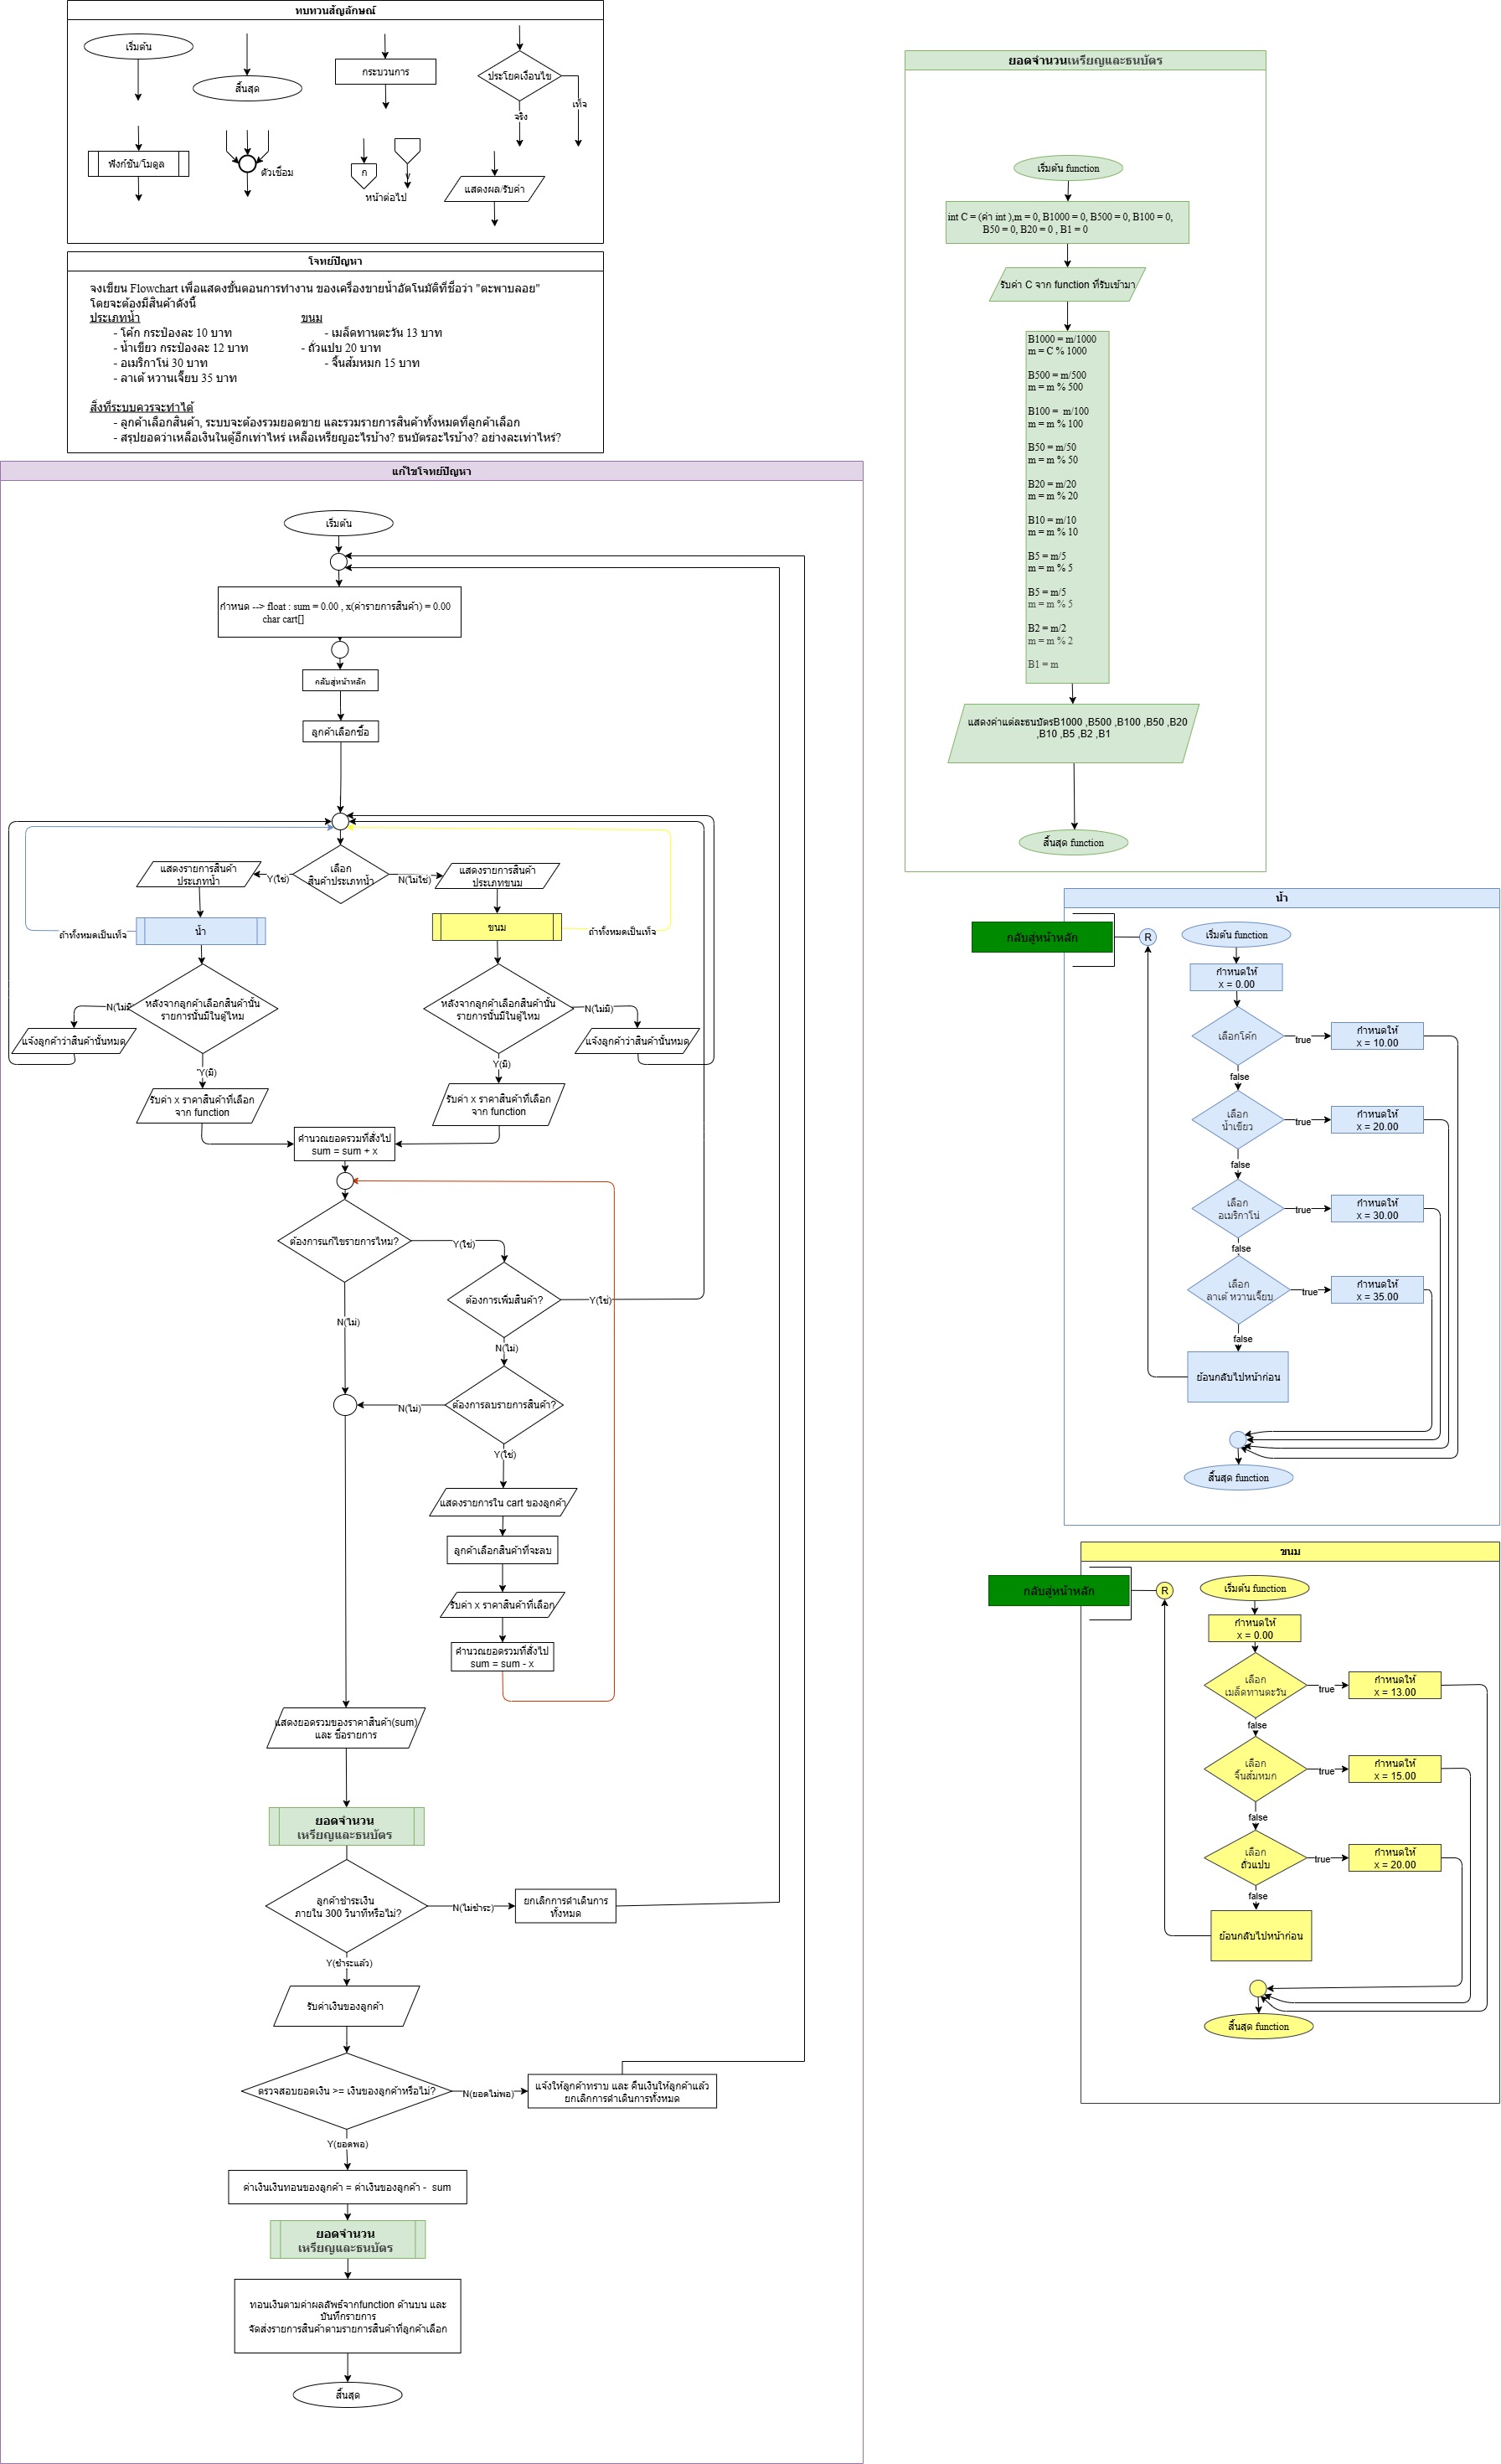 ทบทวนสัญลักษณ์
เริ่มต้น
สิ้นสุด
กระบวนการ
ประโยคเงื่อนไข
จริง
เท็จ
ฟังก์ชัน/โมดูล
ตัวเชื่อม
ก
หน้าต่อไป
แสดงผล/รับค่า
โจทย์ปัญหา
จงเขียน Flowchart เพื่อแสดงขั้นตอนการทำงาน ของเครื่องขายน้ำอัตโนมัติที่ชื่อว่า "ตะพาบลอย"
โดยจะต้องมีสินค้าดังนี้
ประเภทน้ำ ขนม
- โค้ก กระป๋องละ 10 บาท - เมล็ดทานตะวัน 13 บาท
- น้ำเขียว กระป๋องละ 12 บาท - ถั่วแปบ 20 บาท
- อเมริกาโน่ 30 บาท - จิ้นส้มหมก 15 บาท
- ลาเต้ หวานเจี๊ยบ 35 บาท
สิ่งที่ระบบควรจะทำได้
- ลูกค้าเลือกสินค้า, ระบบจะต้องรวมยอดขาย และรวมรายการสินค้าทั้งหมดที่ลูกค้าเลือก
- สรุปยอดว่าเหลือเงินในตู้อีกเท่าไหร่ เหลือเหรียญอะไรบ้าง? ธนบัตรอะไรบ้าง? อย่างละเท่าไหร่?
แก้ไขโจทย์ปัญหา
เริ่มต้น
กำหนด --> float : sum = 0.00 , x(ค่ารายการสินค้า) = 0.00
char cart[]
กลับสู่หน้าหลัก
ลูกค้าเลือกซื้อ
เลือก
สินค้าประเภทน้ำ
Y(ใช่)
N(ไม่ใช่)
แสดงรายการสินค้า
ประเภทน้ำ
แสดงรายการสินค้า
ประเภทขนม
น้ำ
ขนม
ถ้าทั้งหมดเป็นเท็จ
ถ้าทั้งหมดเป็นเท็จ
หลังจากลูกค้าเลือกสินค้านั้น
รายการนั้นมีในตู้ไหม
หลังจากลูกค้าเลือกสินค้านั้น
รายการนั้นมีในตู้ไหม
N(ไม่มี
N(ไม่มี)
แจ้งลูกค้าว่าสินค้านั้นหมด
แจ้งลูกค้าว่าสินค้านั้นหมด
'Y(มี)
Y(มี)
รับค่า x ราคาสินค้าที่เลือก
จาก function
รับค่า x ราคาสินค้าที่เลือก
จาก function
คำนวณยอดรวมที่สั่งไป
sum = sum + x
ต้องการแก้ไขรายการไหม?
Y(ใช่)
N(ไม่)
ต้องการเพิ่มสินค้า?
Y(ใช่)
N(ไม่)
ต้องการลบรายการสินค้า?
N(ไม่)
Y(ใช่)
แสดงรายการใน cart ของลูกค้า
ลูกค้าเลือกสินค้าที่จะลบ
รับค่า x ราคาสินค้าที่เลือก
คำนวณยอดรวมที่สั่งไป
sum = sum - x
แสดงยอดรวมของราคาสินค้า(sum)
และ ชื่อรายการ
ยอดจำนวน
เหรียญและธนบัตร
ลูกค้าชำระเงิน
ภายใน 300 วินาทีหรือไม่?
N(ไม่ชำระ)
ยกเลิกการดำเนินการ
ทั้งหมด
Y(ชำระแล้ว)
รับค่าเงินของลูกค้า
ตรวจสอบยอดเงิน >= เงินของลูกค้าหรือไม่?
N(ยอดไม่พอ)
แจ้งให้ลูกค้าทราบ และ คืนเงินให้ลูกค้าแล้ว
ยกเลิกการดำเนินการทั้งหมด
Y(ยอดพอ)
ค่าเงินเงินทอนของลูกค้า = ค่าเงินของลูกค้า - sum
ยอดจำนวน
เหรียญและธนบัตร
ทอนเงินตามค่าผลลัพธ์จากfunction ด้านบน และ
บันทึกรายการ
จัดส่งรายการสินค้าตามรายการสินค้าที่ลูกค้าเลือก
สิ้นสุด
ยอดจำนวนเหรียญและธนบัตร
เริ่มต้น function
int C = (ค่า int ),m = 0, B1000 = 0, B500 = 0, B100 = 0,
B50 = 0, B20 = 0 , B1 = 0
รับค่า C จาก function ที่รับเข้ามา
B1000 = m/1000
m = C % 1000
B500 = m/500
m = m % 500
B100 = m/100
m = m % 100
B50 = m/50
m = m % 50
B20 = m/20
m = m % 20
B10 = m/10
m = m % 10
B5 = m/5
m = m % 5
B5 = m/5
m = m % 5
B2 = m/2
m = m % 2
B1 = m
แสดงค่าแต่ละธนบัตรB1000 ,B500 ,B100 ,B50 ,B20
,B10 ,B5 ,B2 ,B1
สิ้นสุด function
น้ำ
กลับสู่หน้าหลัก
R
เริ่มต้น function
กำหนดให้
x = 0.00
เลือกโค้ก
true
กำหนดให้
x = 10.00
false
เลือก
น้ำเขียว
true
กำหนดให้
x = 20.00
false
เลือก
อเมริกาโน่
true
กำหนดให้
x = 30.00
false
เลือก
ลาเต้ หวานเจี๊ยบ
true
กำหนดให้
x = 35.00
false
ย้อนกลับไปหน้าก่อน
สิ้นสุด function
ขนม
กลับสู่หน้าหลัก
R
เริ่มต้น function
กำหนดให้
x = 0.00
เลือก
เมล็ดทานตะวัน
true
กำหนดให้
x = 13.00
false
เลือก
จิ้นส้มหมก
true
กำหนดให้
x = 15.00
false
เลือก
ถั่วแปบ
true
กำหนดให้
x = 20.00
false
ย้อนกลับไปหน้าก่อน
สิ้นสุด function